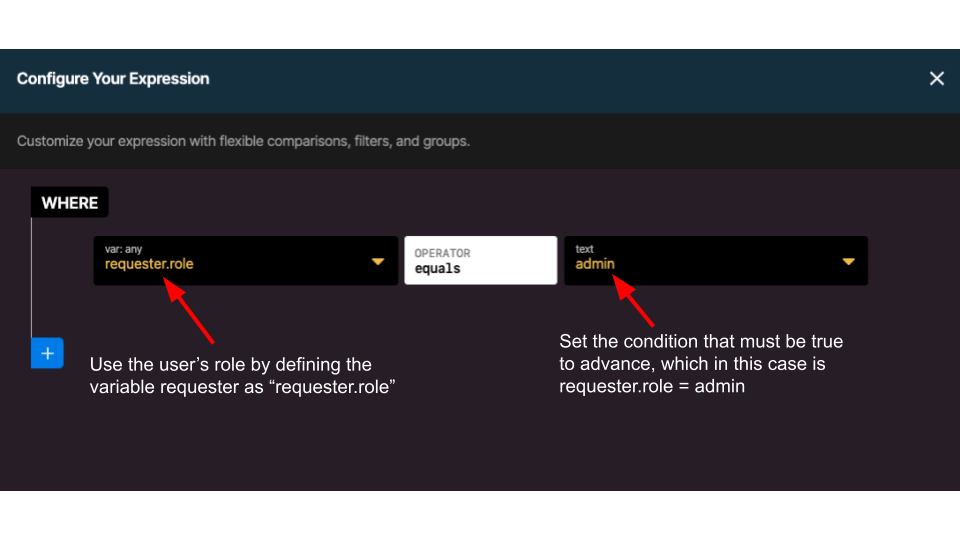 Configure Your Expression
Customize your expression with flexible comparisons, filters, and groups.
WHERE
var: any
requester.role
OPERATOR
equals
text
admin
Use the user’s role by defining the
variable requester as “requester.role”
Set the condition that must be true
to advance, which in this case is
requester.role = admin